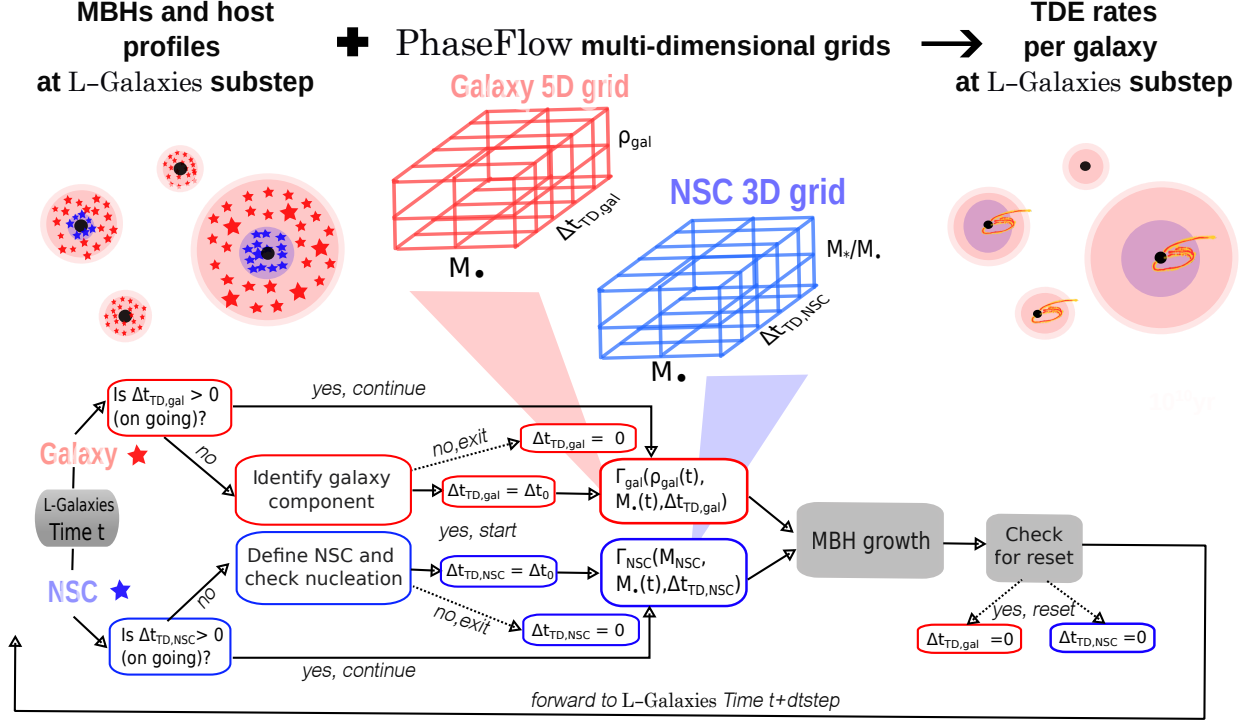 MBHs and host
profiles
at L-Galaxies substep
PhaseFlow multi-dimensional grids
TDE rates
per galaxy
at L-Galaxies substep
Galaxy 5D grid
ρgal
ΔtTD,gal
M•
NSC 3D grid
M*/M•
ΔtTD,NSC
M•
10¹⁰yr
Is ΔtTD,gal > 0
(on going)?
yes, continue
no
Galaxy
L-Galaxies
Time t
NSC
Identify galaxy
component
no,exit
ΔtTD,gal = 0
ΔtTD,gal = Δt0
yes, start
Γgal(ρgal(t),
M•(t),ΔtTD,gal)
Define NSC and
check nucleation
ΔtTD,NSC = Δt0
no,exit
ΔtTD,NSC = 0
ΓNSC(MNSC,
M•(t),ΔtTD,NSC)
no
Is ΔtTD,NSC> 0
(on going)?
yes, continue
MBH growth
Check
for reset
yes, reset
ΔtTD,gal =0
ΔtTD,NSC=0
forward to L-Galaxies Time t+dtstep